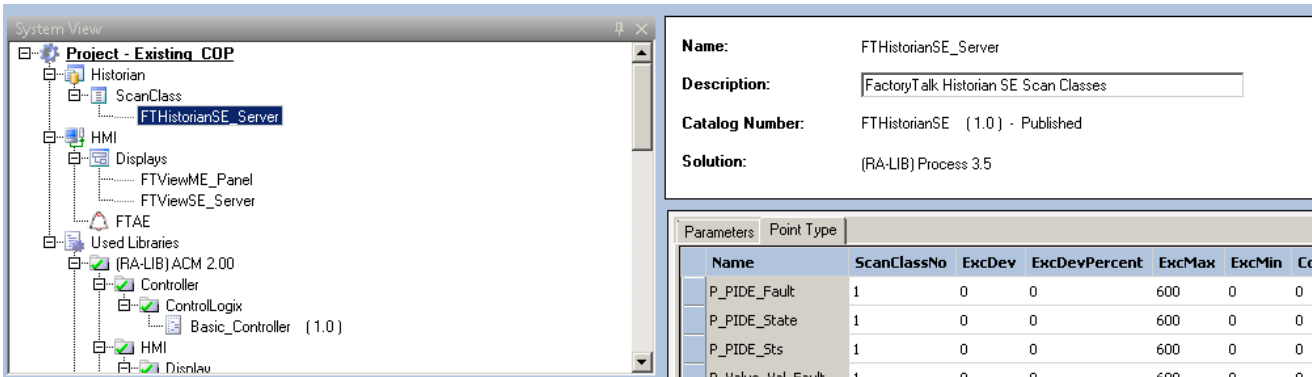 System View
Project - Existing_COP
Historian
ScanClass
FTHistorianSE_Server
HMI
Displays
FTViewME_Panel
FTViewSE_Server
FTAE
Used Libraries
(RA-LIB) ACM 2.00
Controller
ControlLogix
Basic_Controller (1.0)
HMI
Display
Name: FTHistorianSE_Server
Description: FactoryTalk Historian SE Scan Classes
Catalog Number: FTHistorianSE (1.0) - Published
Solution: (RA-LIB) Process 3.5
Parameters Point Type
Name ScanClassNo ExcDev ExcDevPercent ExcMax ExcMin
P_PIDE_Fault 1 0 0 600 0 0
P_PIDE_State 1 0 0 600 0 0
P_PIDE_Sts 1 0 0 600 0 0